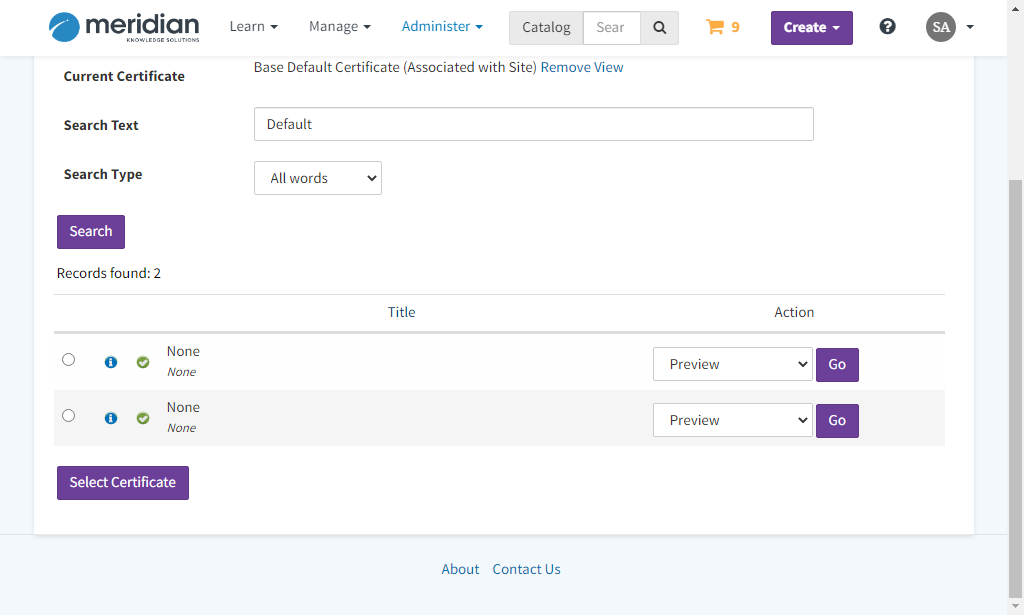 meridian
KNOWLEDGE SOLUTIONS
Learn Manage Administer Catalog Sear 9 Create ? SA
Current Certificate Base Default Certificate (Associated with Site) Remove View
Search Text Default
Search Type All words
Search
Records found: 2
Title Action
None Preview Go
None
None Preview Go
None
Select Certificate
About Contact Us